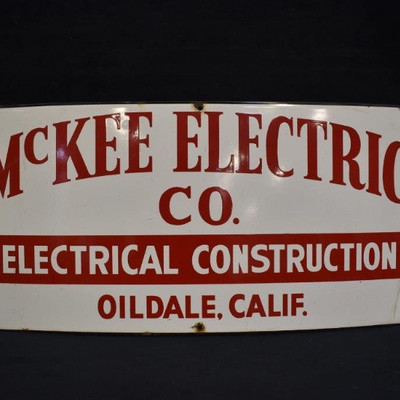 McKEE ELECTRIC
CO.
ELECTRICAL CONSTRUCTION
OILDALE, CALIF.